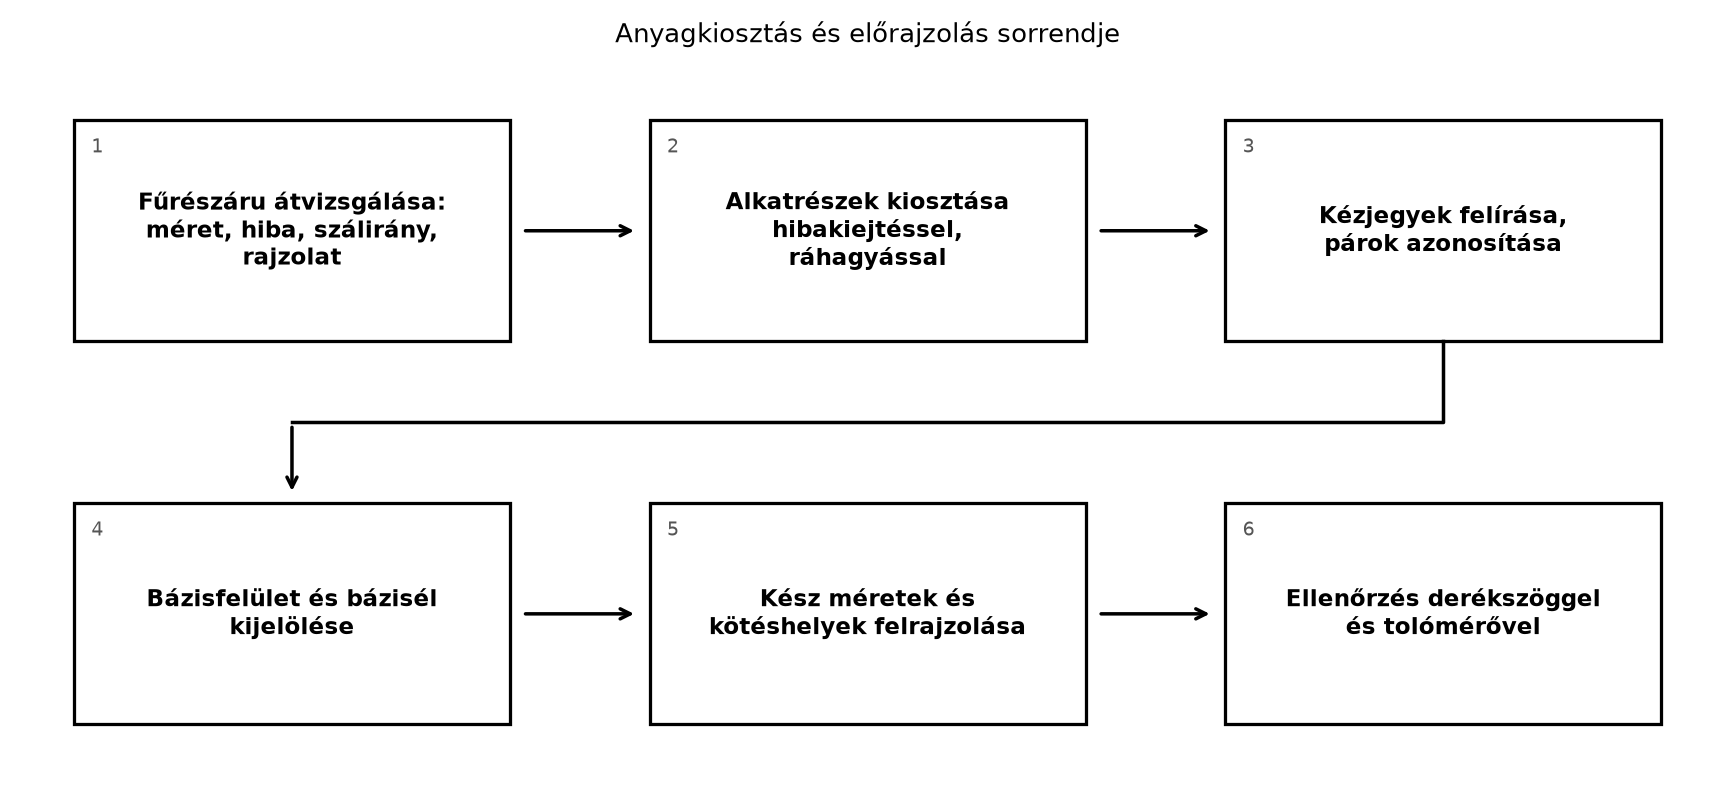 Anyagkiosztás és előrajzolás sorrendje
1
Fűrészáru átvizsgálása:
méret, hiba, szálirány,
rajzolat
2
Alkatrészek kiosztása
hibakiejtéssel,
ráhagyással
3
Kézjegyek felírása,
párok azonosítása
4
Bázisfelület és bázisél
kijelölése
5
Kész méretek és
kötéshelyek felrajzolása
6
Ellenőrzés derékszöggel
és tolómérővel